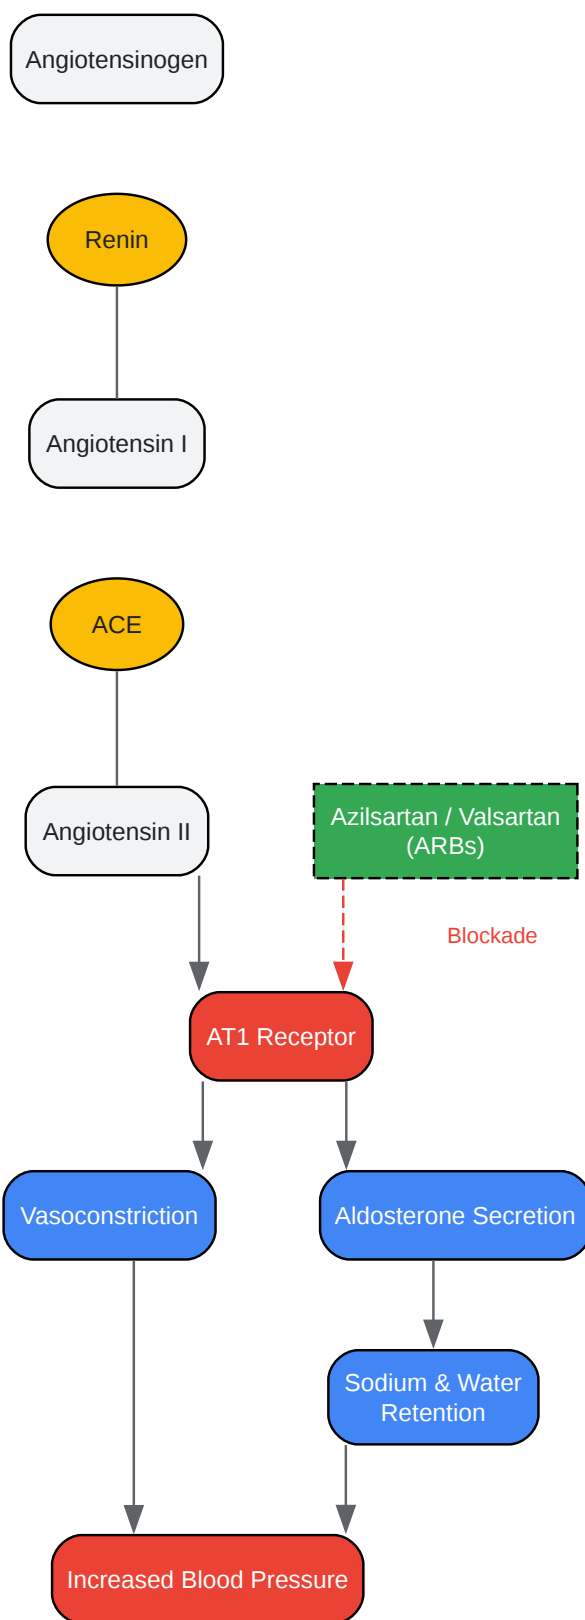 Angiotensinogen
Renin
Angiotensin I
ACE
Angiotensin II
Azilsartan / Valsartan
(ARBs)
Blockade
AT1 Receptor
Vasoconstriction
Aldosterone Secretion
Sodium & Water
Retention
Increased Blood Pressure